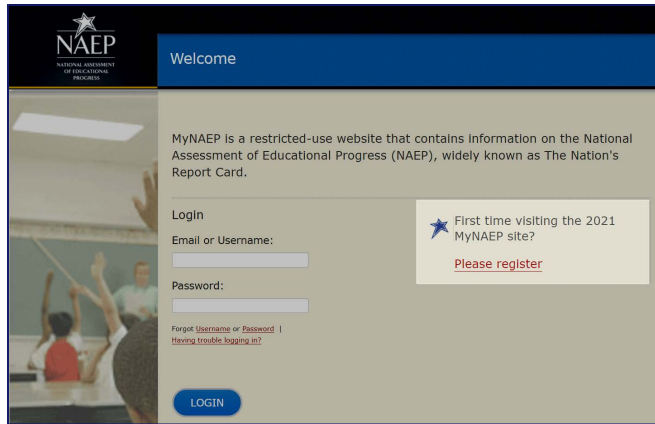 NAEP
NATIONAL ASSESSMENT
OF EDUCATIONAL
PROGRESS
Welcome
MyNAEP is a restricted-use website that contains information on the National
Assessment of Educational Progress (NAEP), widely known as The Nation's
Report Card.
Login
Email or Username:
Password:
Forgot Username or Password |
Having trouble logging in?
LOGIN
First time visiting the 2021
MyNAEP site?
Please register